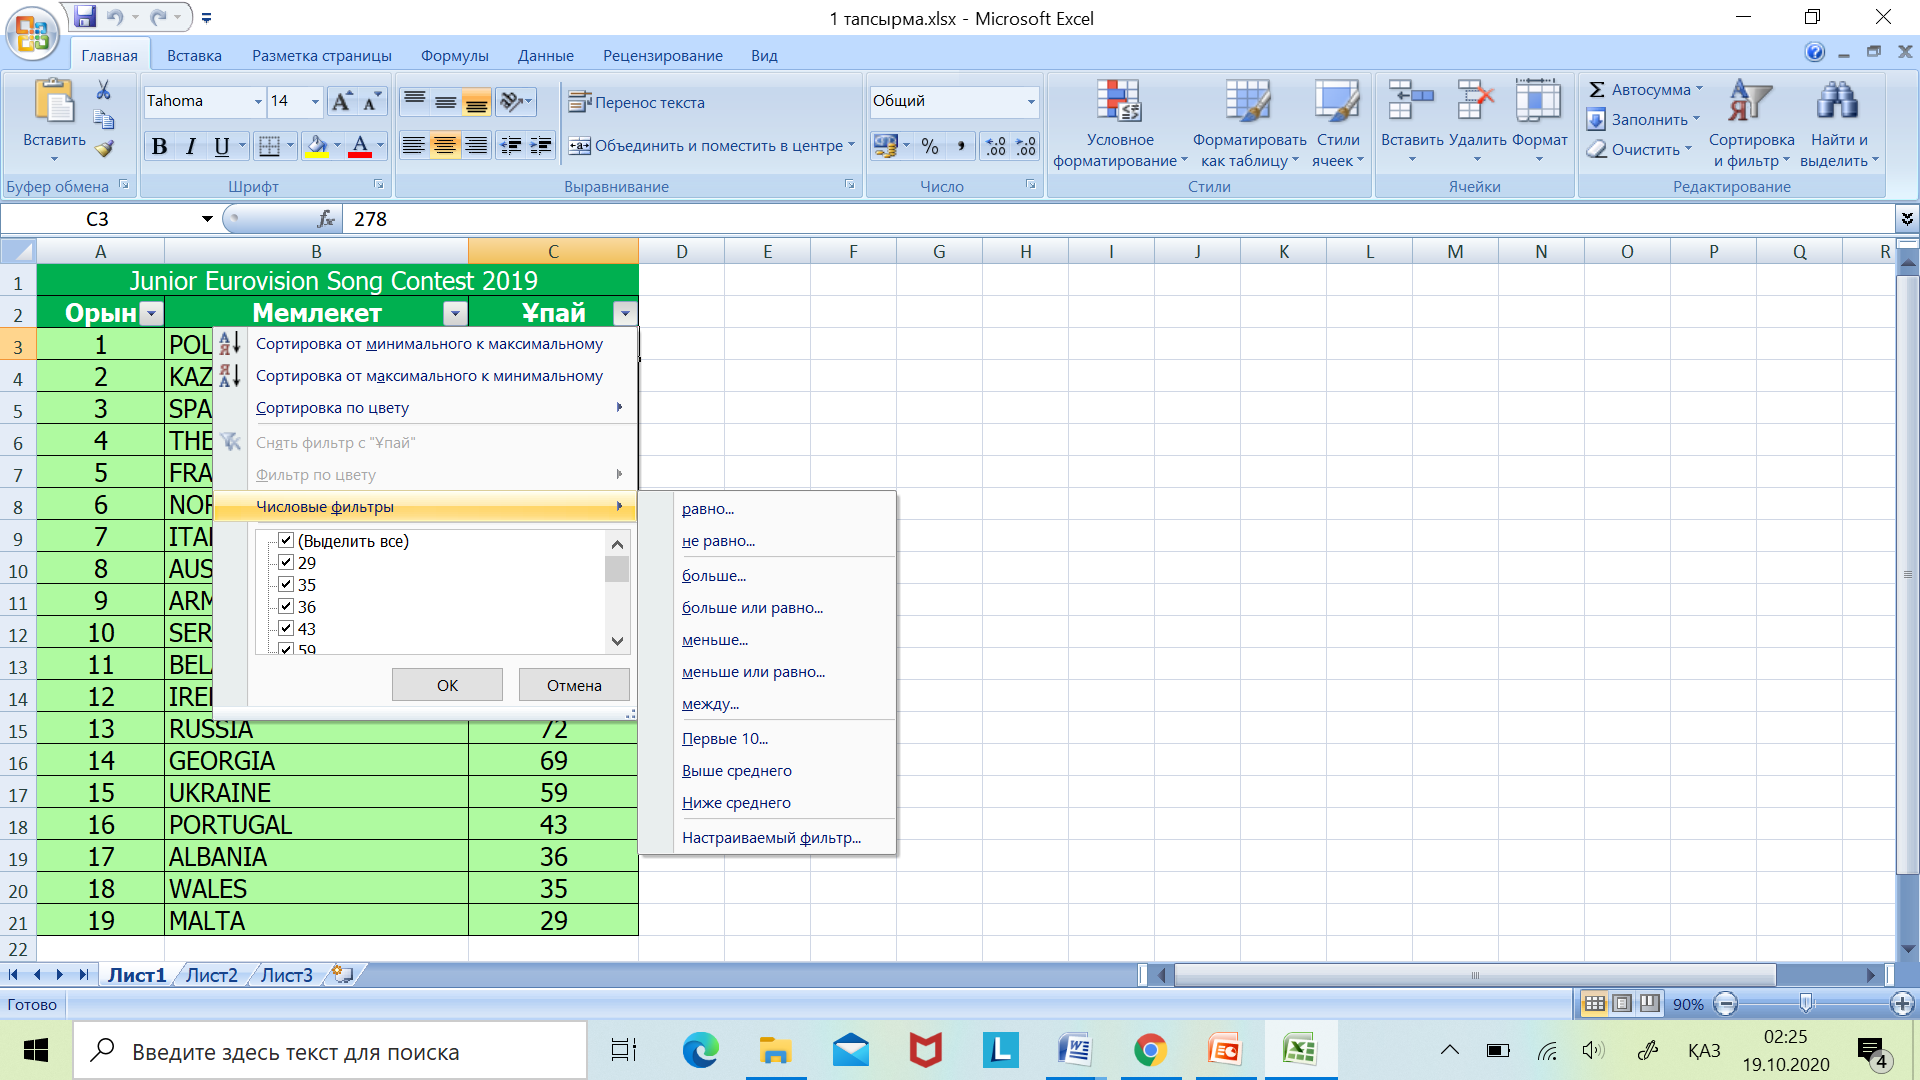 1 тапсырма.xlsx - Microsoft Excel
Главная Вставка Разметка страницы Формулы Данные Рецензирование Вид
Вставить
Буфер обмена
Tahoma 14
Ж К Ч
Шрифт
Перенос текста
Объединить и поместить в центре
Выравнивание
Общий
% ,
Число
Условное форматирование
Форматировать как таблицу
Стили ячеек
Стили
Вставить Удалить Формат
Ячейки
Σ Автосумма
Заполнить
Очистить
Сортировка и фильтр
Найти и выделить
Редактирование
C3 fx 278
A B C D E F G H I J K L M N O P Q R
1 Junior Eurovision Song Contest 2019
2 Орын Мемлекет Ұпай
3 1 POL
4 2 KAZ
5 3 SPA
6 4 THE
7 5 FRA
8 6 NOR
9 7 ITAL
10 8 AUS
11 9 ARM
12 10 SER
13 11 BELA
14 12 IREL
15 13 RUSSIA 72
16 14 GEORGIA 69
17 15 UKRAINE 59
18 16 PORTUGAL 43
19 17 ALBANIA 36
20 18 WALES 35
21 19 MALTA 29
22
Сортировка от минимального к максимальному
Сортировка от максимального к минимальному
Сортировка по цвету
Снять фильтр с "Ұпай"
Фильтр по цвету
Числовые фильтры
(Выделить все)
29
35
36
43
59
ОК Отмена
равно...
не равно...
больше...
больше или равно...
меньше...
меньше или равно...
между...
Первые 10...
Выше среднего
Ниже среднего
Настраиваемый фильтр...
Лист1 Лист2 Лист3
Готово 90%
Введите здесь текст для поиска
ҚАЗ
02:25
19.10.2020
4